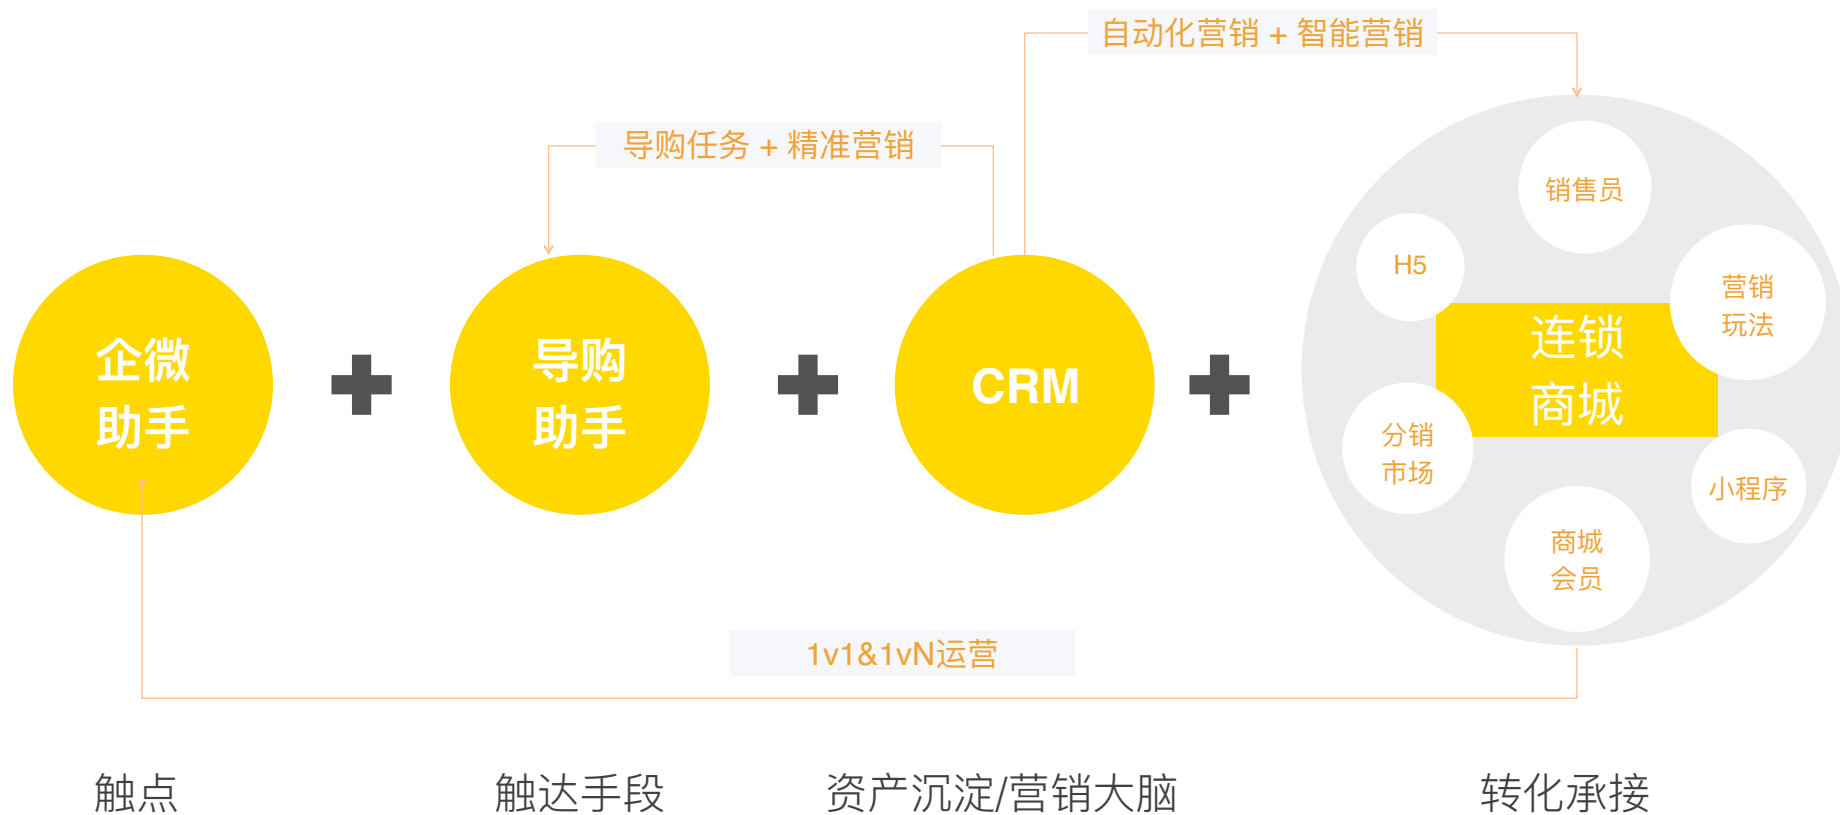 自动化营销 + 智能营销
导购任务 + 精准营销
企微
助手
导购
助手
CRM
连锁
商城
销售员
H5
营销
玩法
分销
市场
小程序
商城
会员
1v1&1vN运营
触点
触达手段
资产沉淀/营销大脑
转化承接